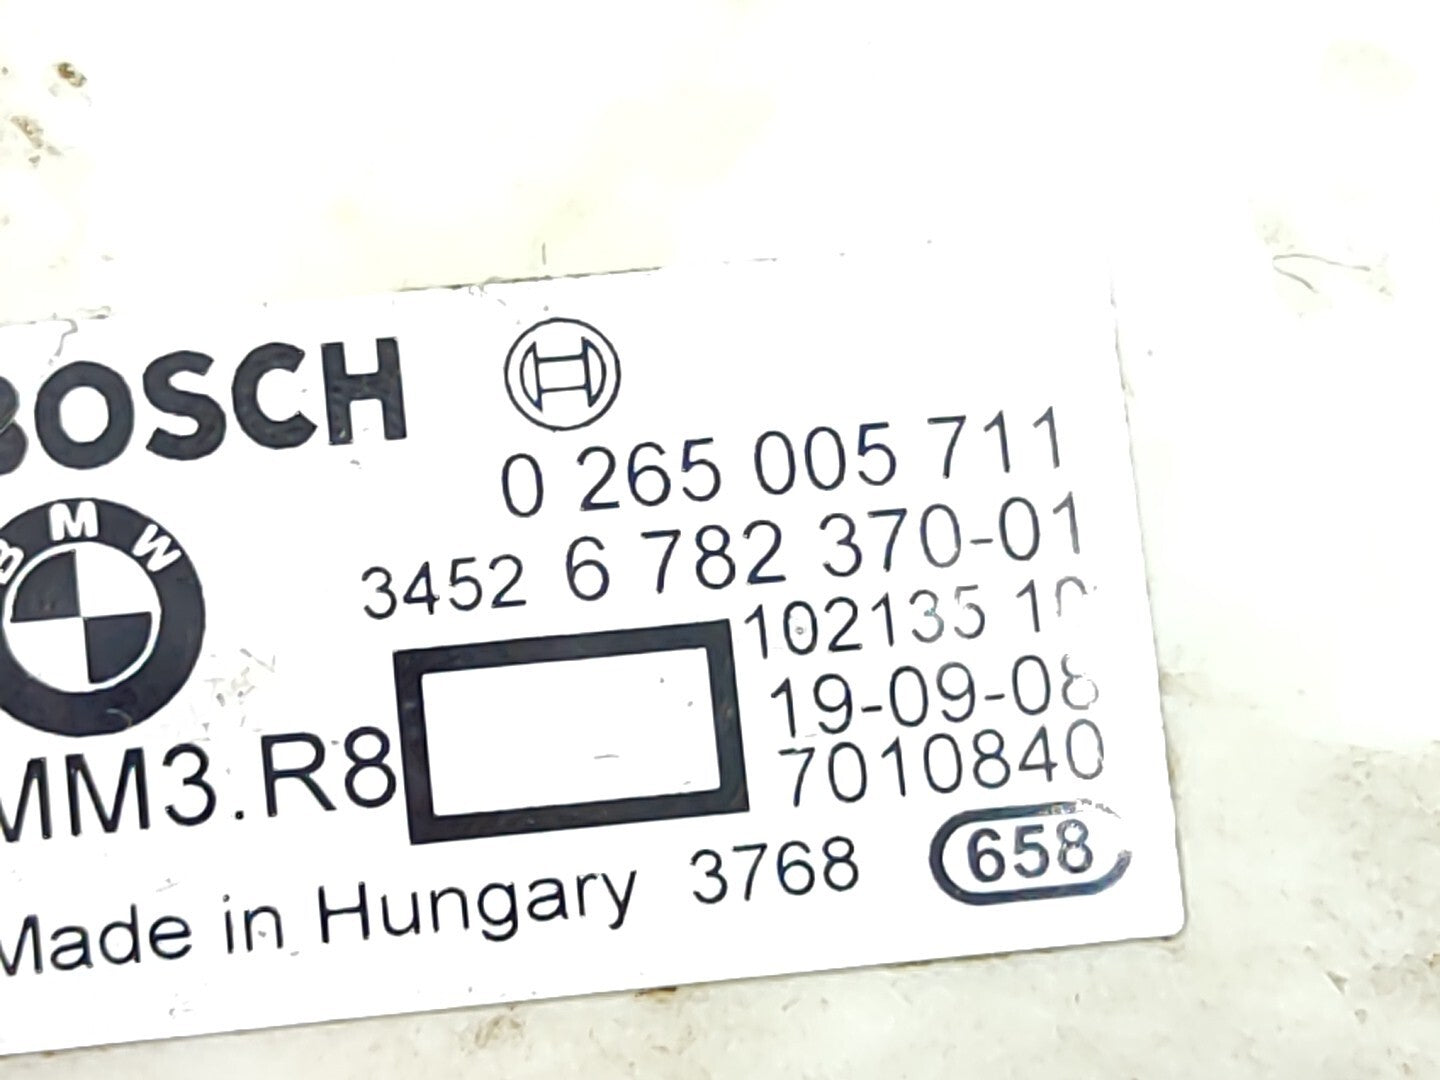 BOSCH
0 265 005 711
BMW
3452 6 782 370-01
102135
19-09-08
7010840
MM3.R8
Made in Hungary 3768 658